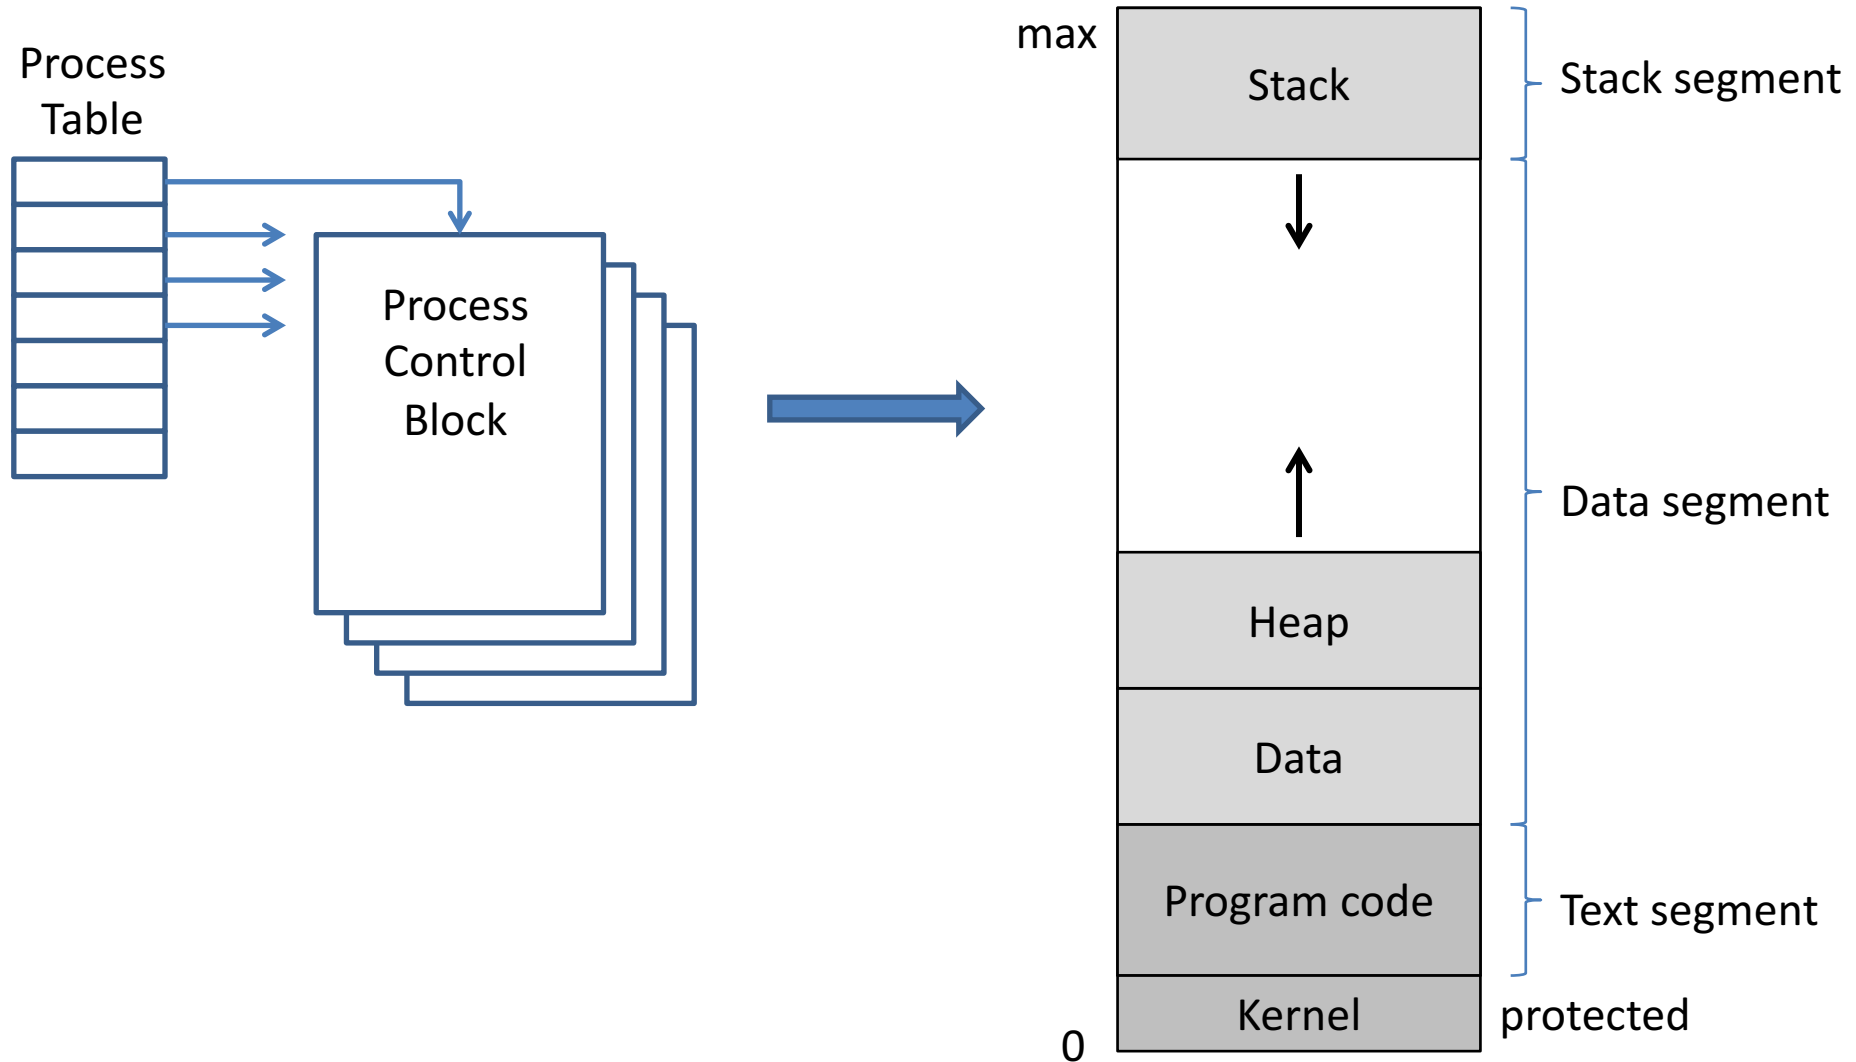 Process
Table
Process
Control
Block
max
Stack
Stack segment
Data segment
Heap
Data
Program code
Text segment
Kernel
protected
0